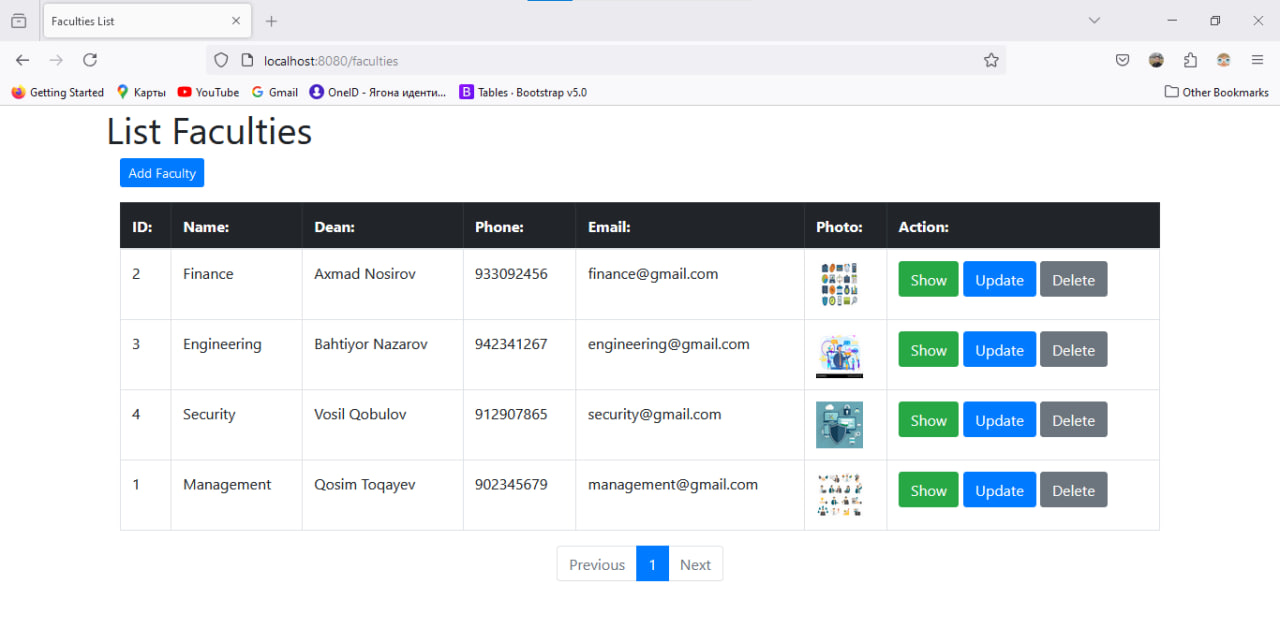 Faculties List
localhost:8080/faculties
Getting Started Карты YouTube Gmail OneID - Ягона иденти... B Tables · Bootstrap v5.0 Other Bookmarks
List Faculties
Add Faculty
ID: Name: Dean: Phone: Email: Photo: Action:
2 Finance Axmad Nosirov 933092456 finance@gmail.com Show Update Delete
3 Engineering Bahtiyor Nazarov 942341267 engineering@gmail.com Show Update Delete
4 Security Vosil Qobulov 912907865 security@gmail.com Show Update Delete
1 Management Qosim Toqayev 902345679 management@gmail.com Show Update Delete
Previous 1 Next